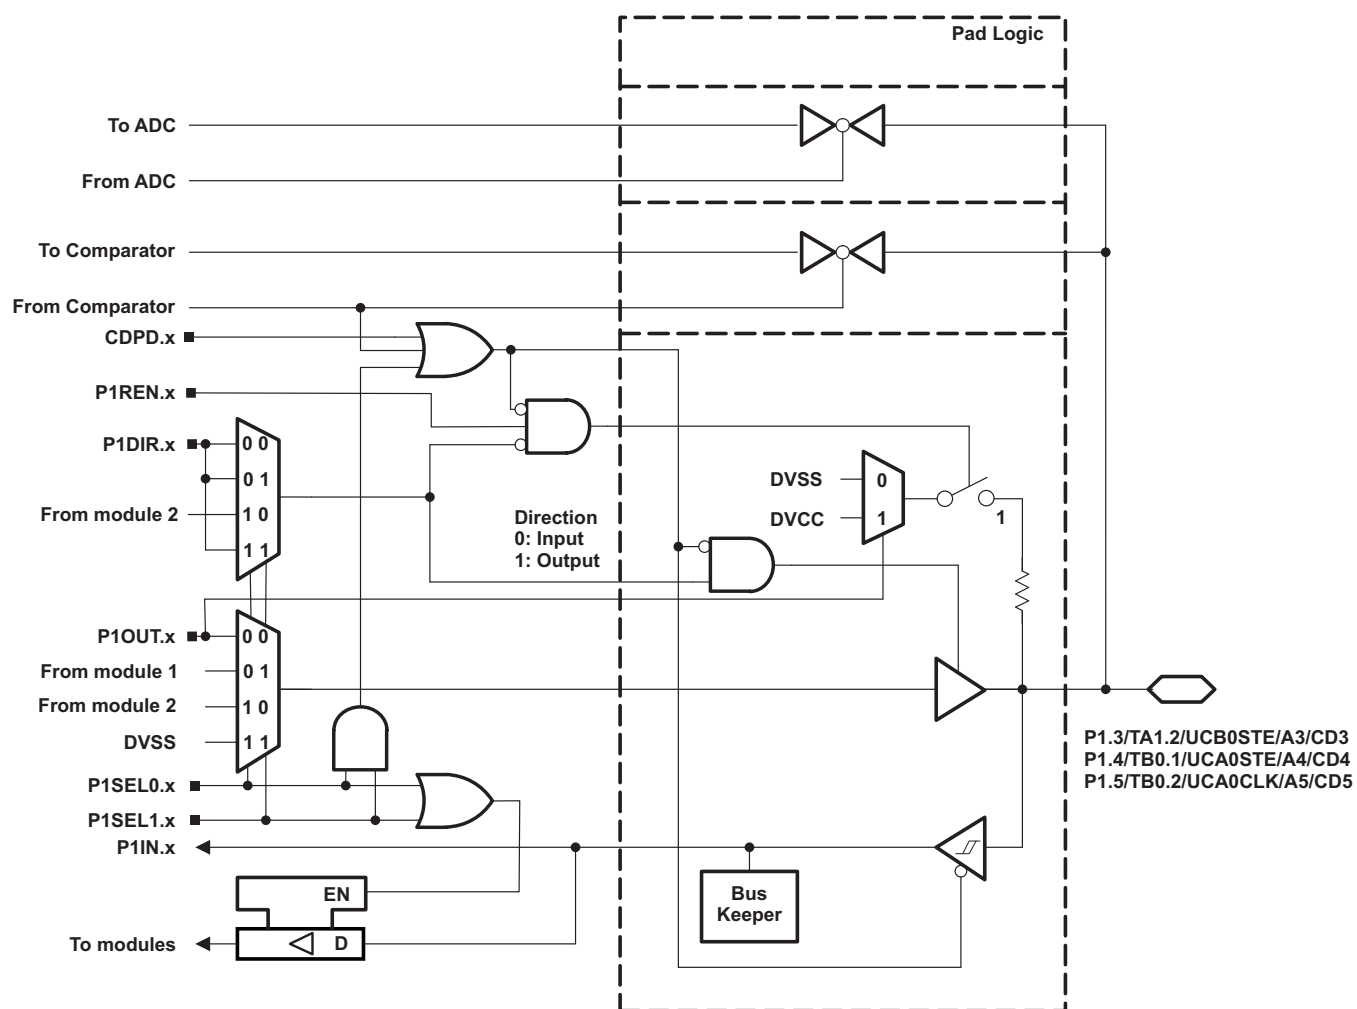 Pad Logic
To ADC
From ADC
To Comparator
From Comparator
CDPD.x
P1REN.x
P1DIR.x
0 0
0 1
From module 2
1 0
1 1
Direction
0: Input
1: Output
DVSS
0
DVCC
1
1
P1OUT.x
0 0
From module 1
0 1
From module 2
1 0
DVSS
1 1
P1.3/TA1.2/UCB0STE/A3/CD3
P1.4/TB0.1/UCA0STE/A4/CD4
P1.5/TB0.2/UCA0CLK/A5/CD5
P1SEL0.x
P1SEL1.x
P1IN.x
EN
Bus
Keeper
To modules
D